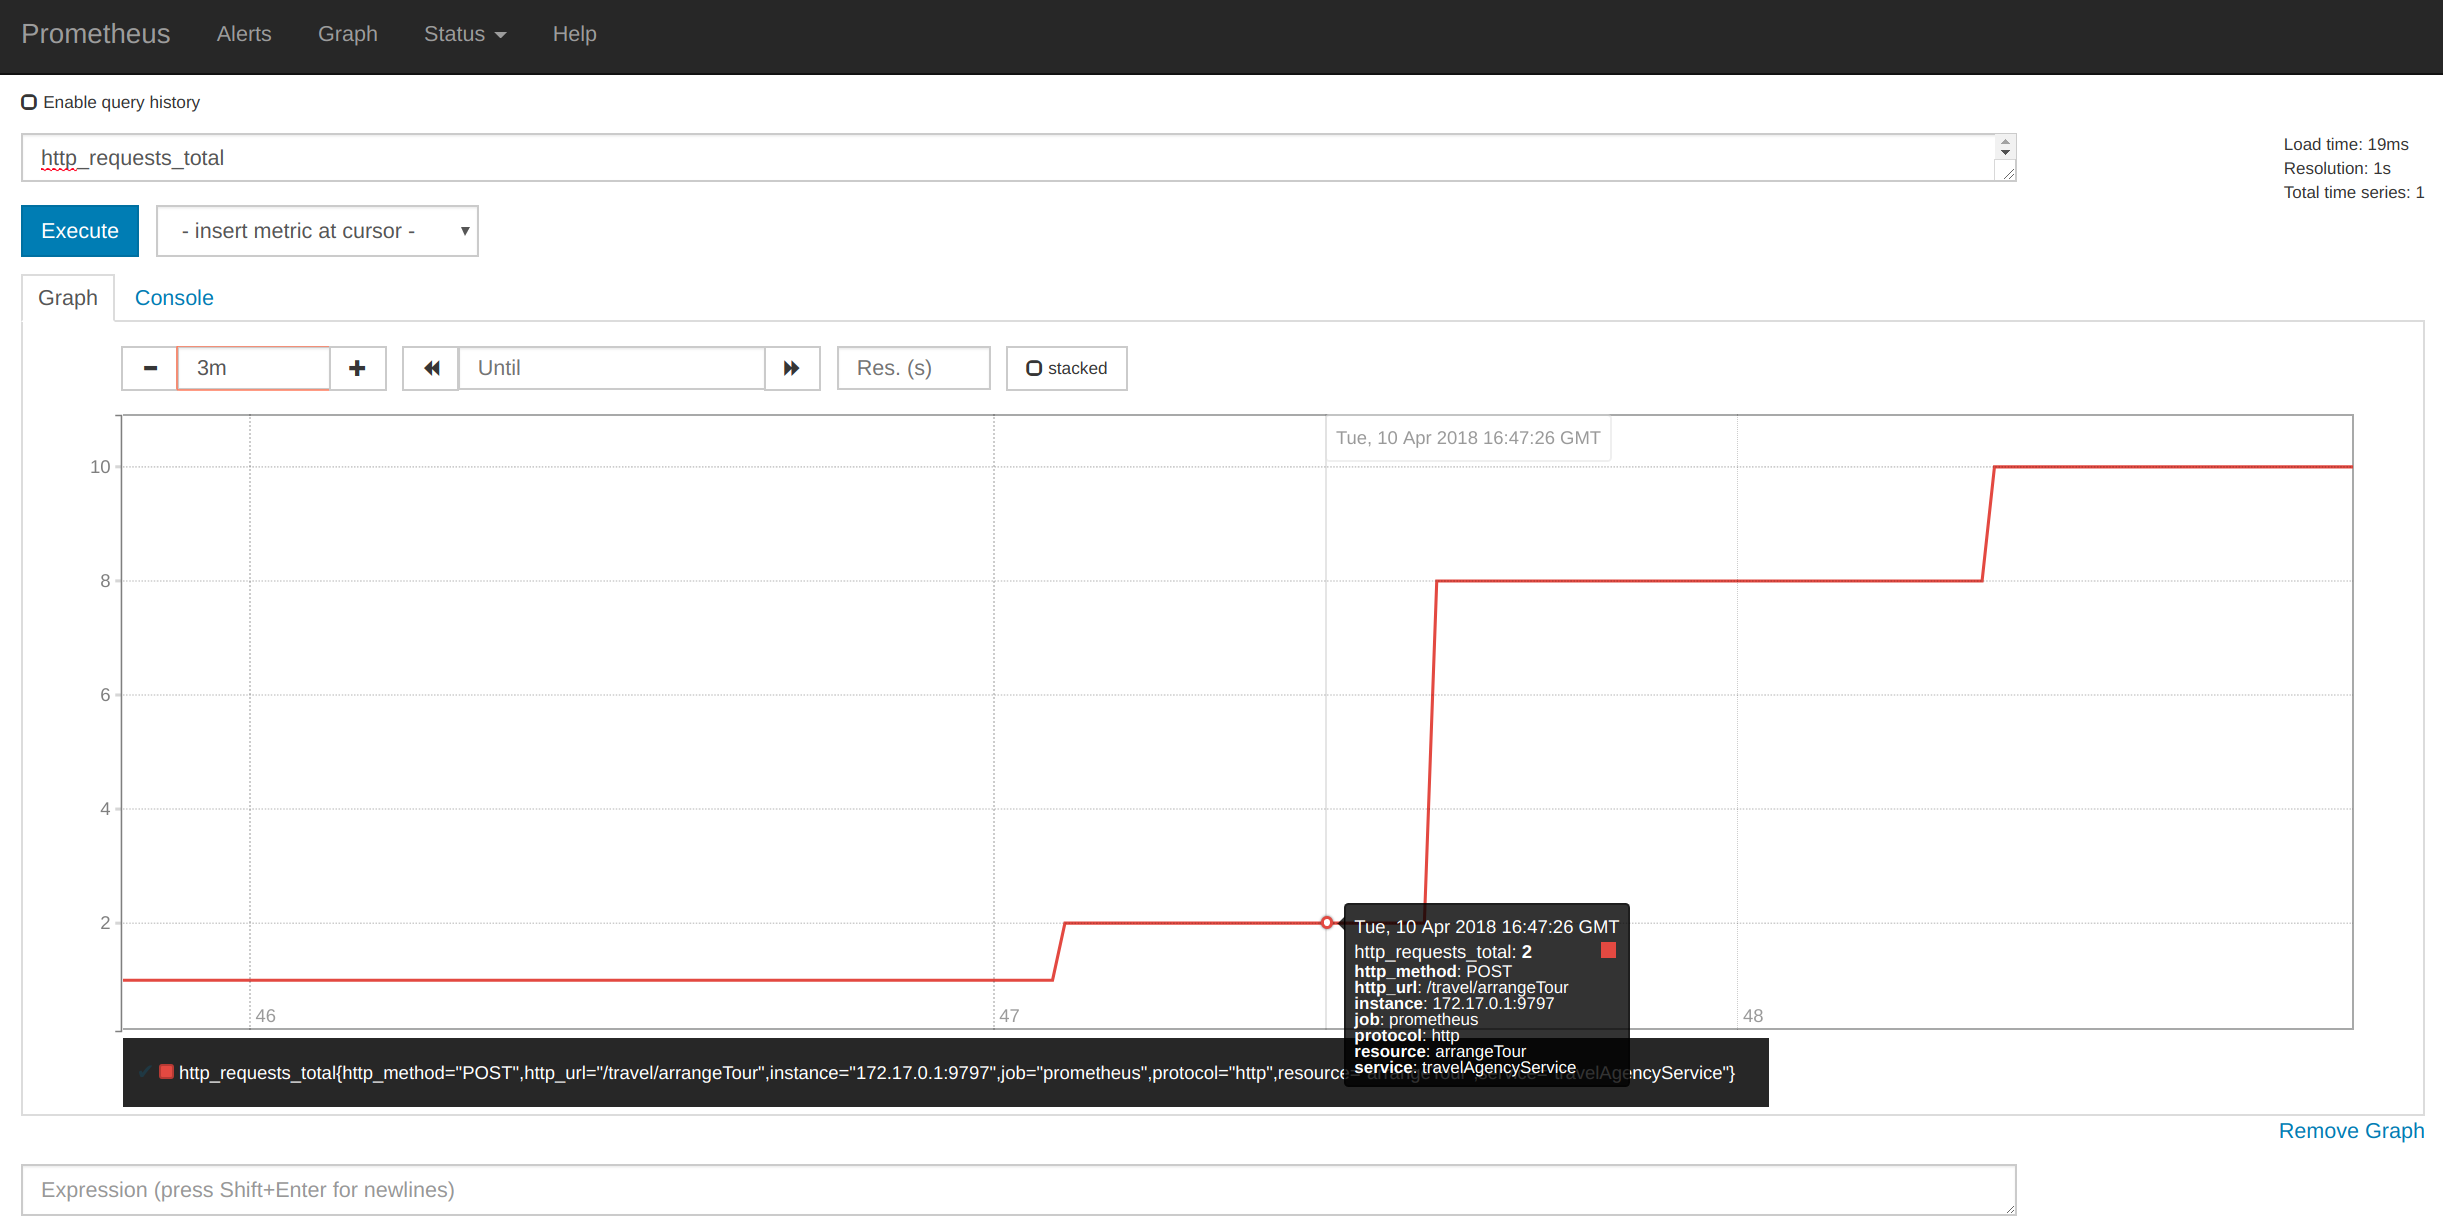 Prometheus Alerts Graph Status Help
Enable query history
http_requests_total
Load time: 19ms
Resolution: 1s
Total time series: 1
Execute - insert metric at cursor -
Graph Console
3m Until Res. (s) stacked
Tue, 10 Apr 2018 16:47:26 GMT
10
8
6
4
2
46 47 48
Tue, 10 Apr 2018 16:47:26 GMT
http_requests_total: 2
http_method: POST
http_url: /travel/arrangeTour
instance: 172.17.0.1:9797
job: prometheus
protocol: http
resource: arrangeTour
service: travelAgencyService
http_requests_total{http_method="POST",http_url="/travel/arrangeTour",instance="172.17.0.1:9797",job="prometheus",protocol="http",resource="arrangeTour",service="travelAgencyService"}
Remove Graph
Expression (press Shift+Enter for newlines)